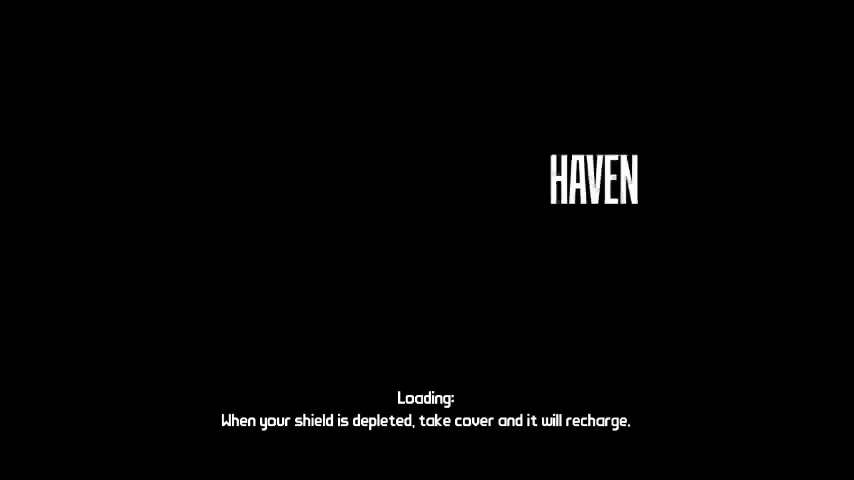 HAVEN
Loading:
When your shield is depleted, take cover and it will recharge.